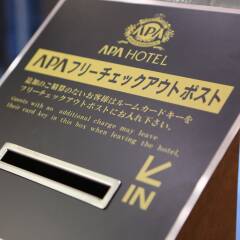 APA
APA HOTEL
APAフリーチェックアウトポスト
追加のご精算のないお客様はルームカードキーを
フリーチェックアウトポストにお入れ下さい。
Guests with an additional charge may leave
their card key in this box when leaving the hotel.
IN